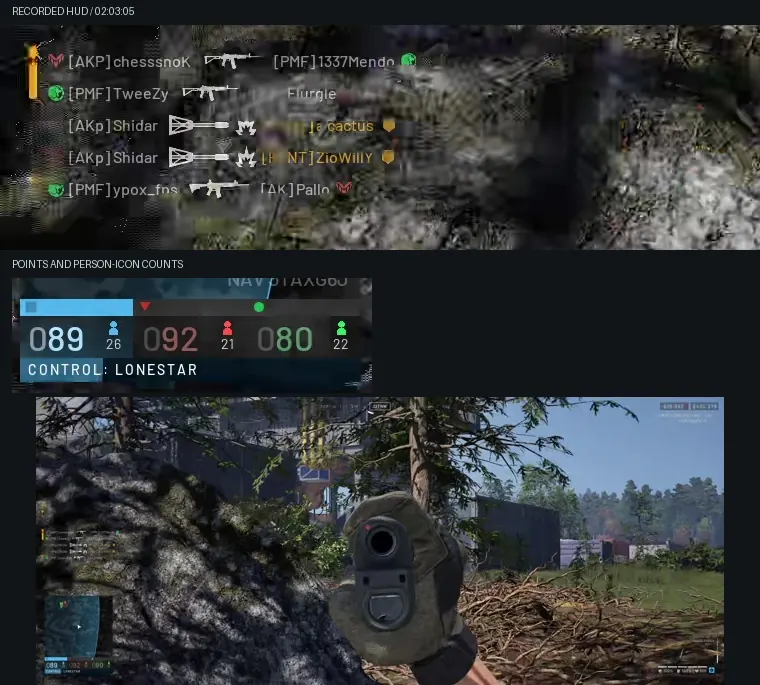 RECORDED HUD / 02:03:05
[AKP]chesssnoK [PMF]1337Mendo
[PMF]TweeZy Flurgle
[AKp]Shidar cactus
[AKp]Shidar ZioWillY
[PMF]ypox_fps [AK]Pallo
POINTS AND PERSON-ICON COUNTS
089 26 092 21 080 22
CONTROL: LONESTAR